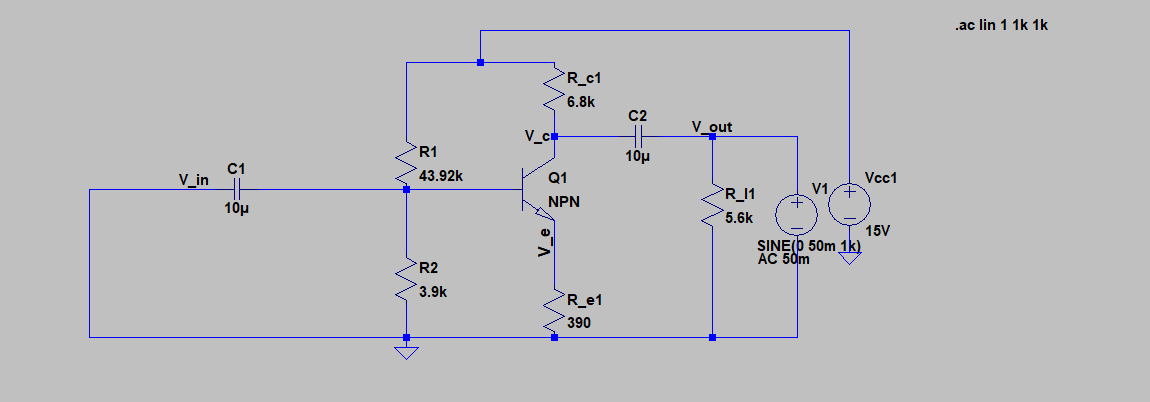 .ac lin 1 1k 1k
R_c1
6.8k
C2
10µ
V_c
V_out
R1
43.92k
C1
10µ
V_in
Q1
NPN
V_e
R_l1
5.6k
V1
SINE(0 50m 1k)
AC 50m
Vcc1
15V
R2
3.9k
R_e1
390